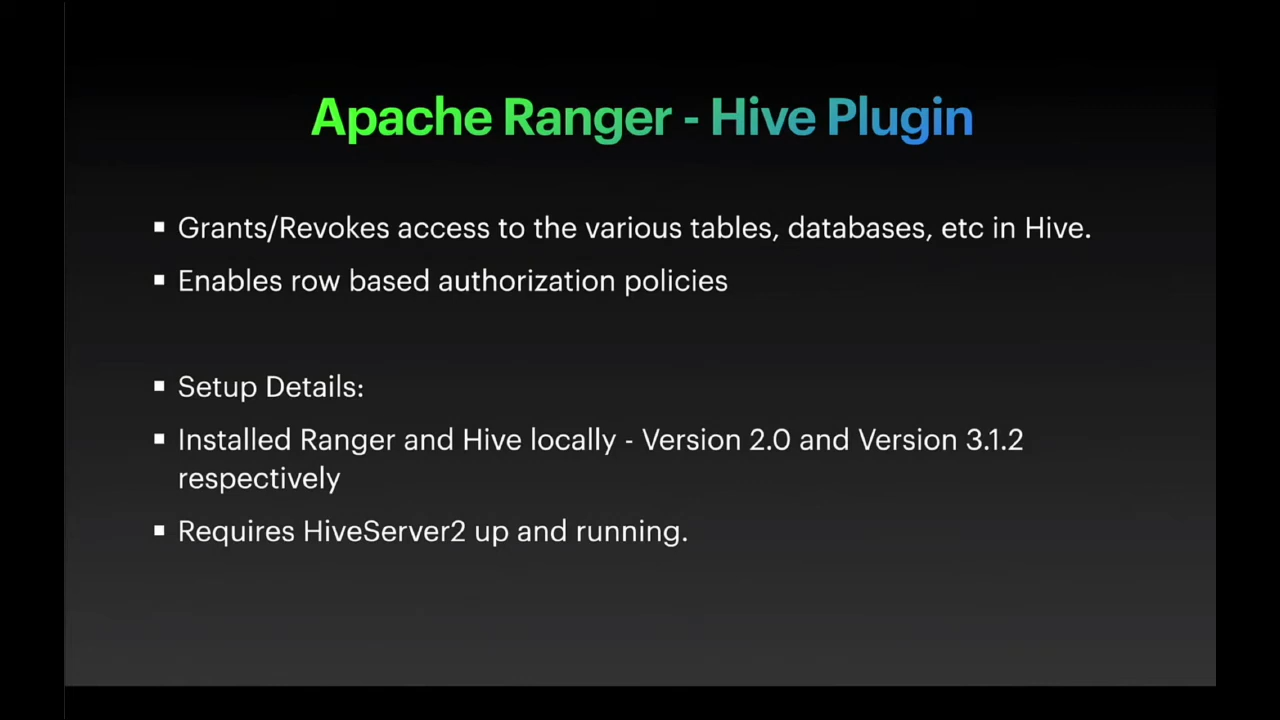 Apache Ranger - Hive Plugin
▪ Grants/Revokes access to the various tables, databases, etc in Hive.
▪ Enables row based authorization policies
▪ Setup Details:
▪ Installed Ranger and Hive locally - Version 2.0 and Version 3.1.2
respectively
▪ Requires HiveServer2 up and running.